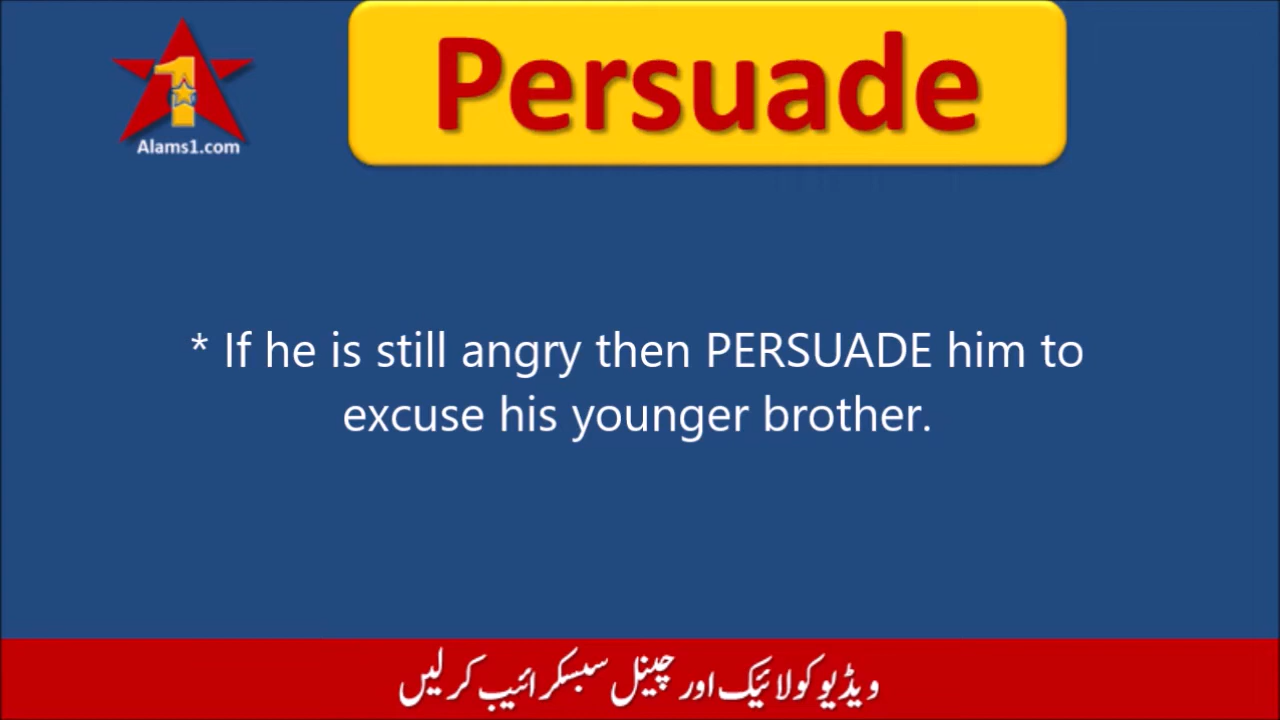 1
Alams1.com
Persuade
* If he is still angry then PERSUADE him to
excuse his younger brother.
ویڈیو کو لائیک اور چینل سبسکرائیب کر لیں